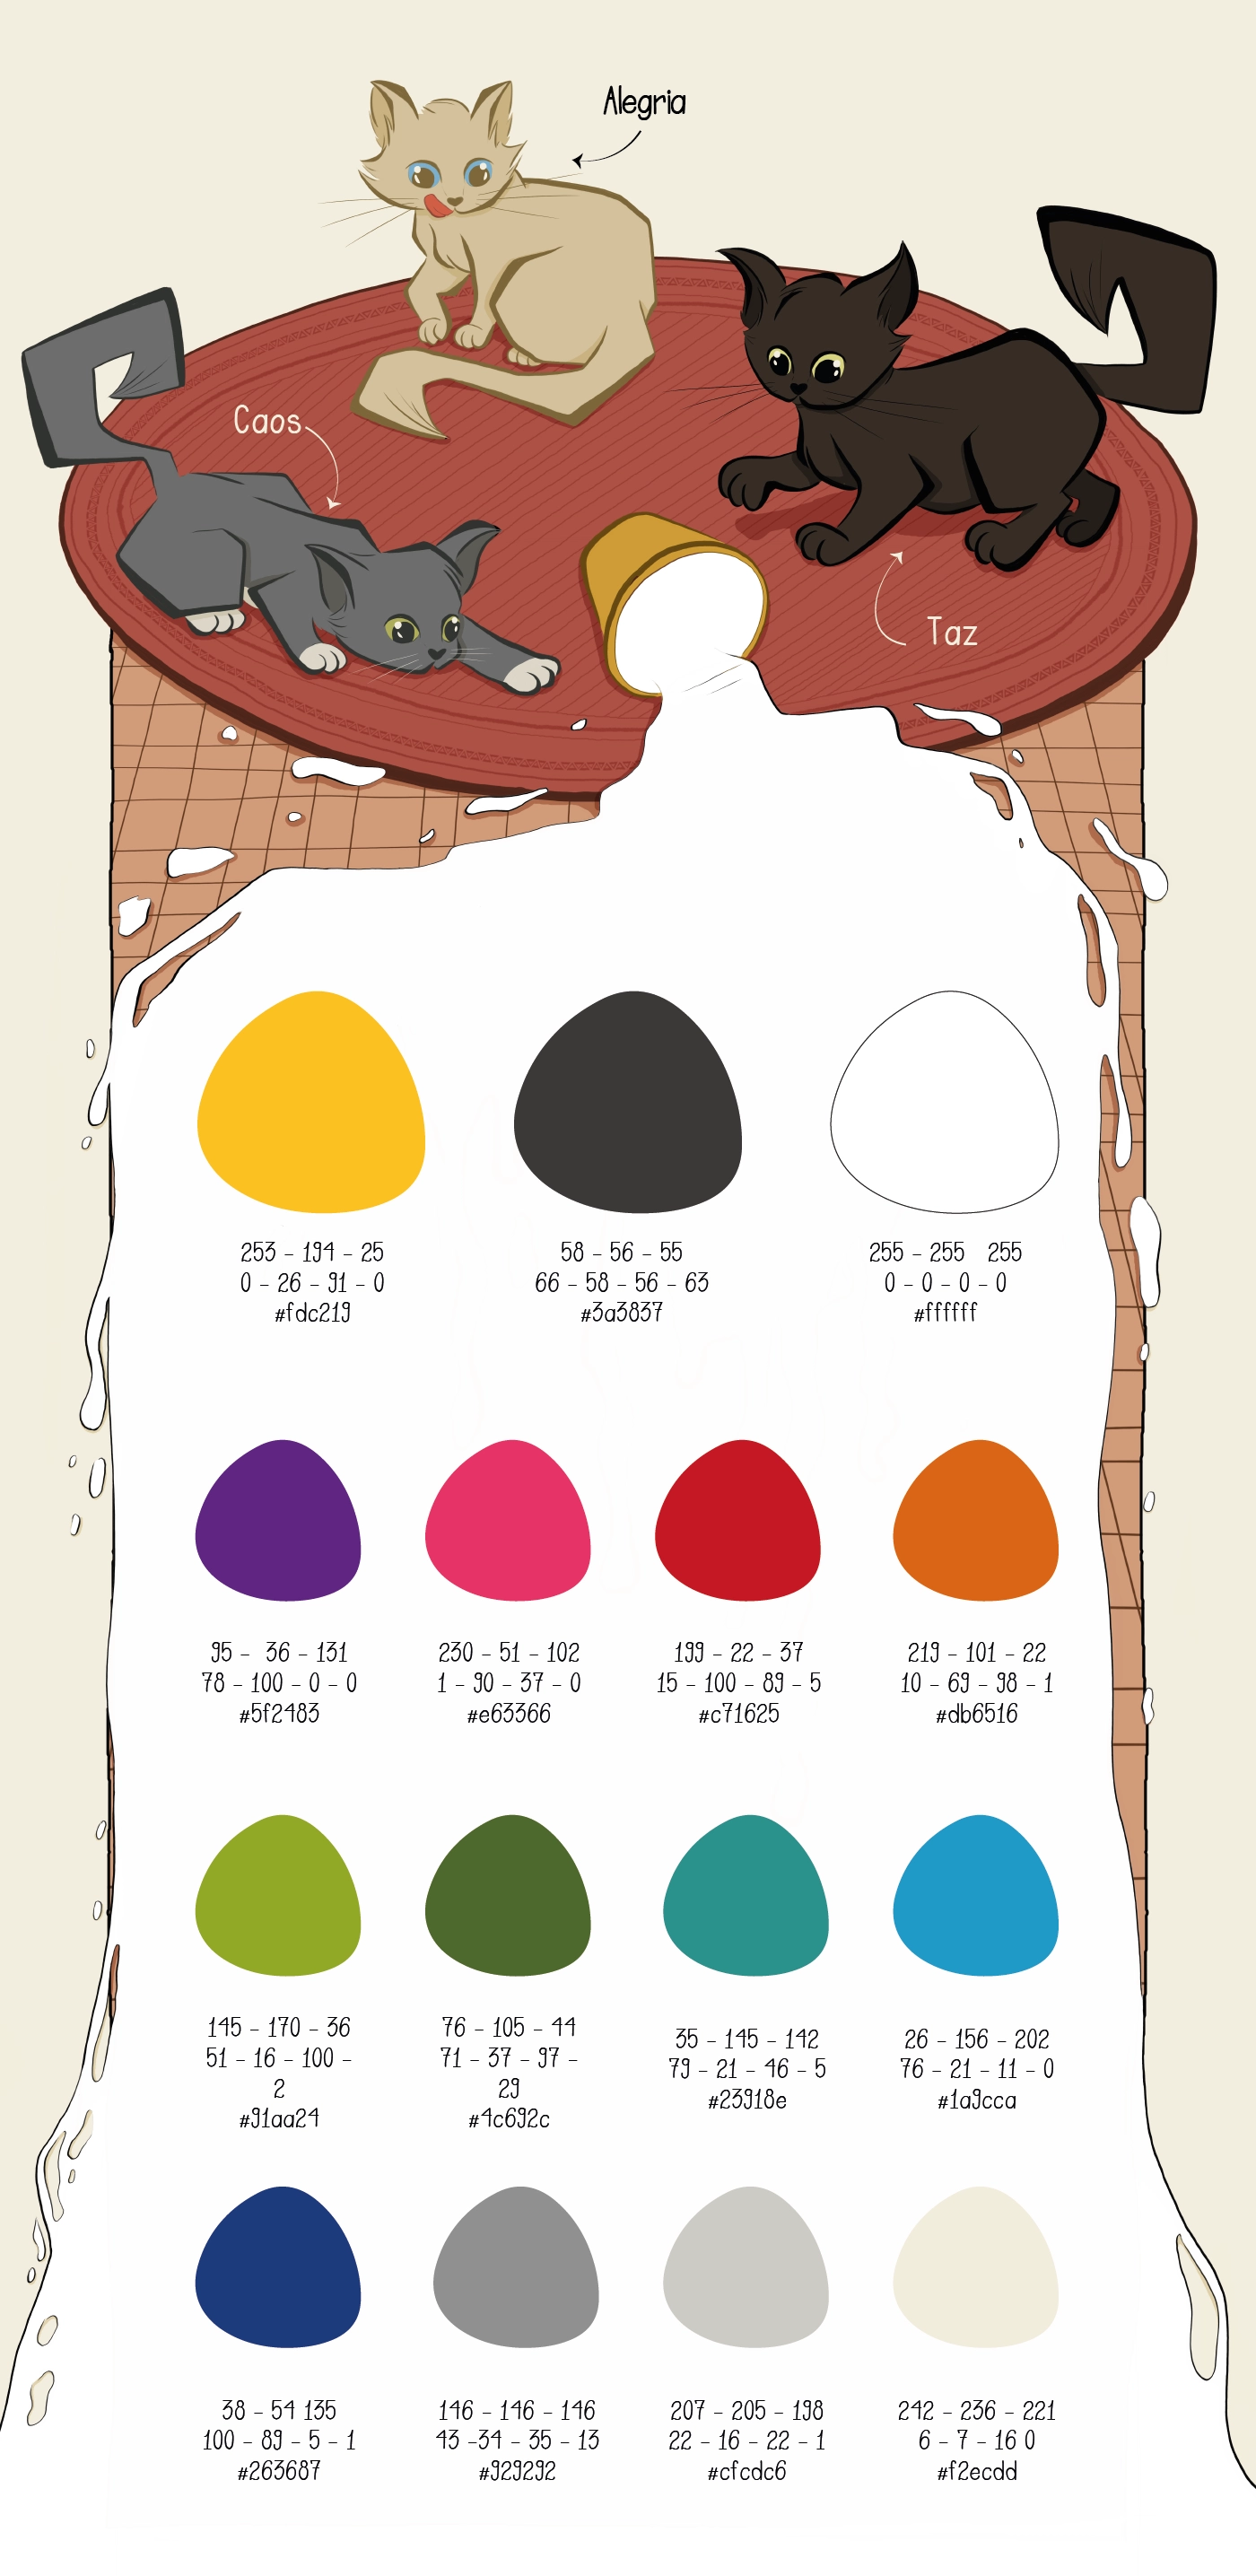 Alegria
Caos
Taz
253 - 194 - 25
0 - 26 - 91 - 0
#fdc219
58 - 56 - 55
66 - 58 - 56 - 63
#3a3837
255 - 255 255
0 - 0 - 0 - 0
#ffffff
95 - 36 - 131
78 - 100 - 0 - 0
#5f2483
230 - 51 - 102
1 - 90 - 37 - 0
#e63366
199 - 22 - 37
15 - 100 - 89 - 5
#c71625
219 - 101 - 22
10 - 69 - 98 - 1
#db6516
145 - 170 - 36
51 - 16 - 100 -
2
#91aa24
76 - 105 - 44
71 - 37 - 97 -
29
#4c692c
35 - 145 - 142
79 - 21 - 46 - 5
#23918e
26 - 156 - 202
76 - 21 - 11 - 0
#1a9cca
38 - 54 135
100 - 89 - 5 - 1
#263687
146 - 146 - 146
43 -34 - 35 - 13
#929292
207 - 205 - 198
22 - 16 - 22 - 1
#cfcdc6
242 - 236 - 221
6 - 7 - 16 0
#f2ecdd